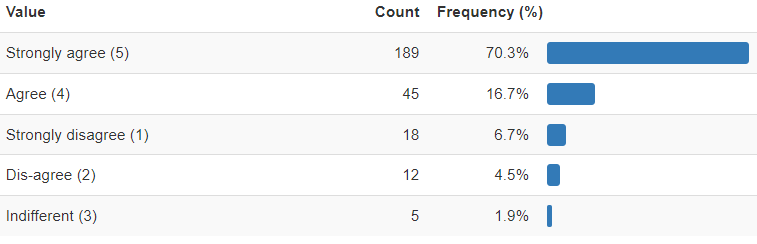 Value Count Frequency (%)
Strongly agree (5) 189 70.3%
Agree (4) 45 16.7%
Strongly disagree (1) 18 6.7%
Dis-agree (2) 12 4.5%
Indifferent (3) 5 1.9%